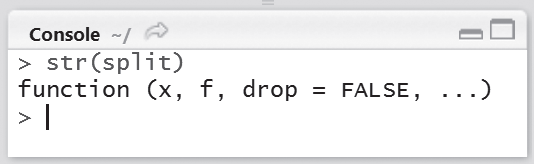 Console ~/
> str(split)
function (x, f, drop = FALSE, ...)
>